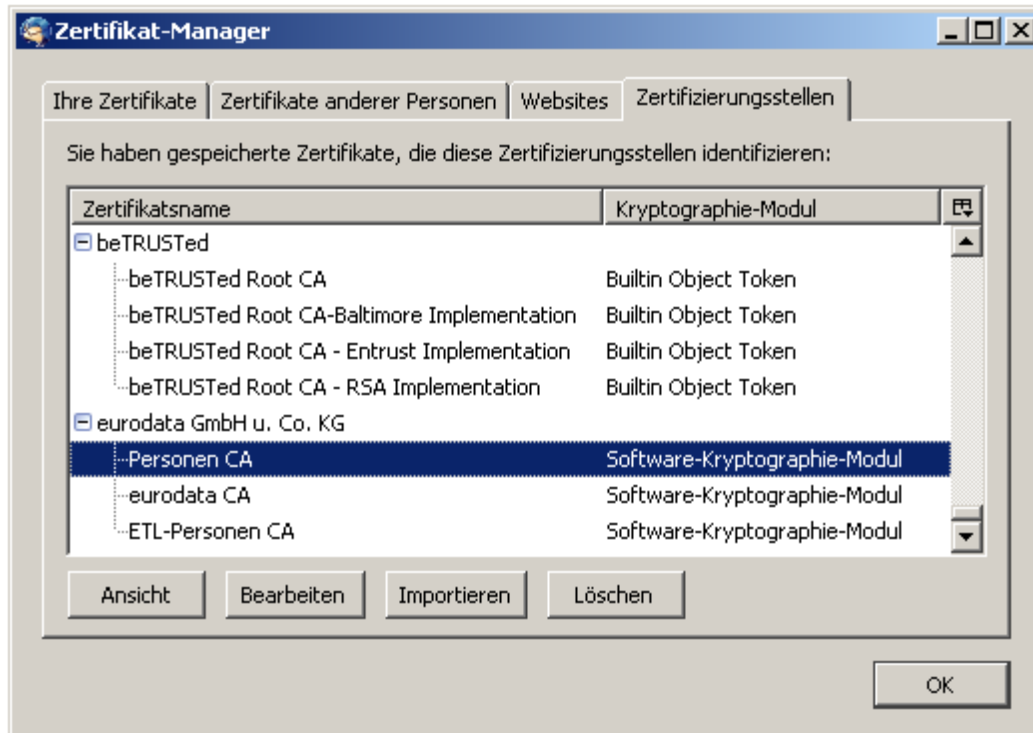 Zertifikat-Manager
Ihre Zertifikate Zertifikate anderer Personen Websites Zertifizierungsstellen
Sie haben gespeicherte Zertifikate, die diese Zertifizierungsstellen identifizieren:
Zertifikatsname Kryptographie-Modul
beTRUSTed
beTRUSTed Root CA Builtin Object Token
beTRUSTed Root CA-Baltimore Implementation Builtin Object Token
beTRUSTed Root CA - Entrust Implementation Builtin Object Token
beTRUSTed Root CA - RSA Implementation Builtin Object Token
eurodata GmbH u. Co. KG
Personen CA Software-Kryptographie-Modul
eurodata CA Software-Kryptographie-Modul
ETL-Personen CA Software-Kryptographie-Modul
Ansicht Bearbeiten Importieren Löschen
OK